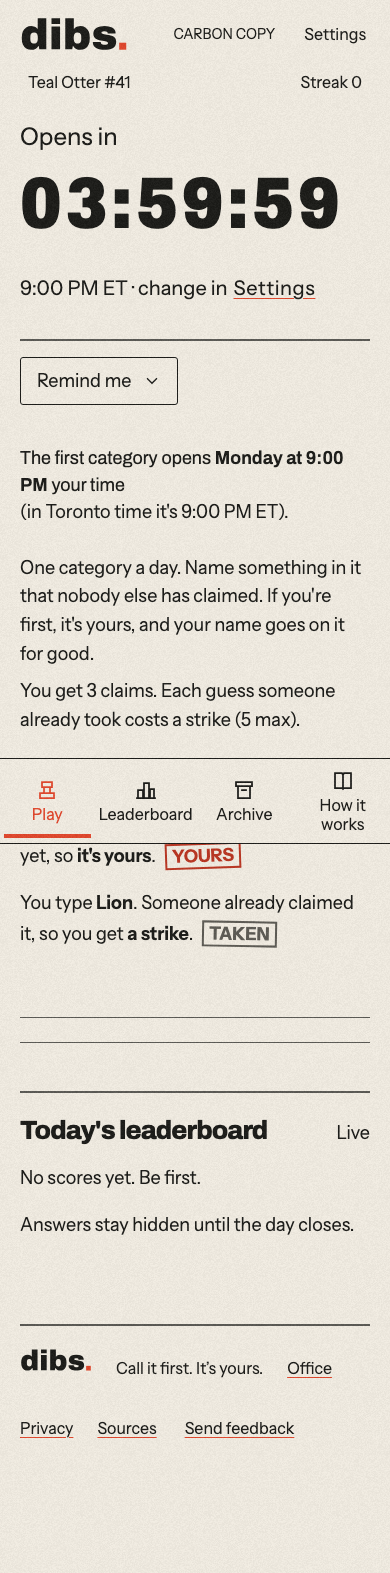 dibs.
CARBON COPY
Settings
Teal Otter #41
Streak 0
Opens in
03:59:59
9:00 PM ET · change in Settings
Remind me
The first category opens Monday at 9:00
PM your time
(in Toronto time it's 9:00 PM ET).
One category a day. Name something in it
that nobody else has claimed. If you're
first, it's yours, and your name goes on it
for good.
You get 3 claims. Each guess someone
already took costs a strike (5 max).
Play
Leaderboard
Archive
How it
works
yet, so it's yours. YOURS
You type Lion. Someone already claimed
it, so you get a strike. TAKEN
Today's leaderboard
Live
No scores yet. Be first.
Answers stay hidden until the day closes.
dibs.
Call it first. It's yours.
Office
Privacy
Sources
Send feedback